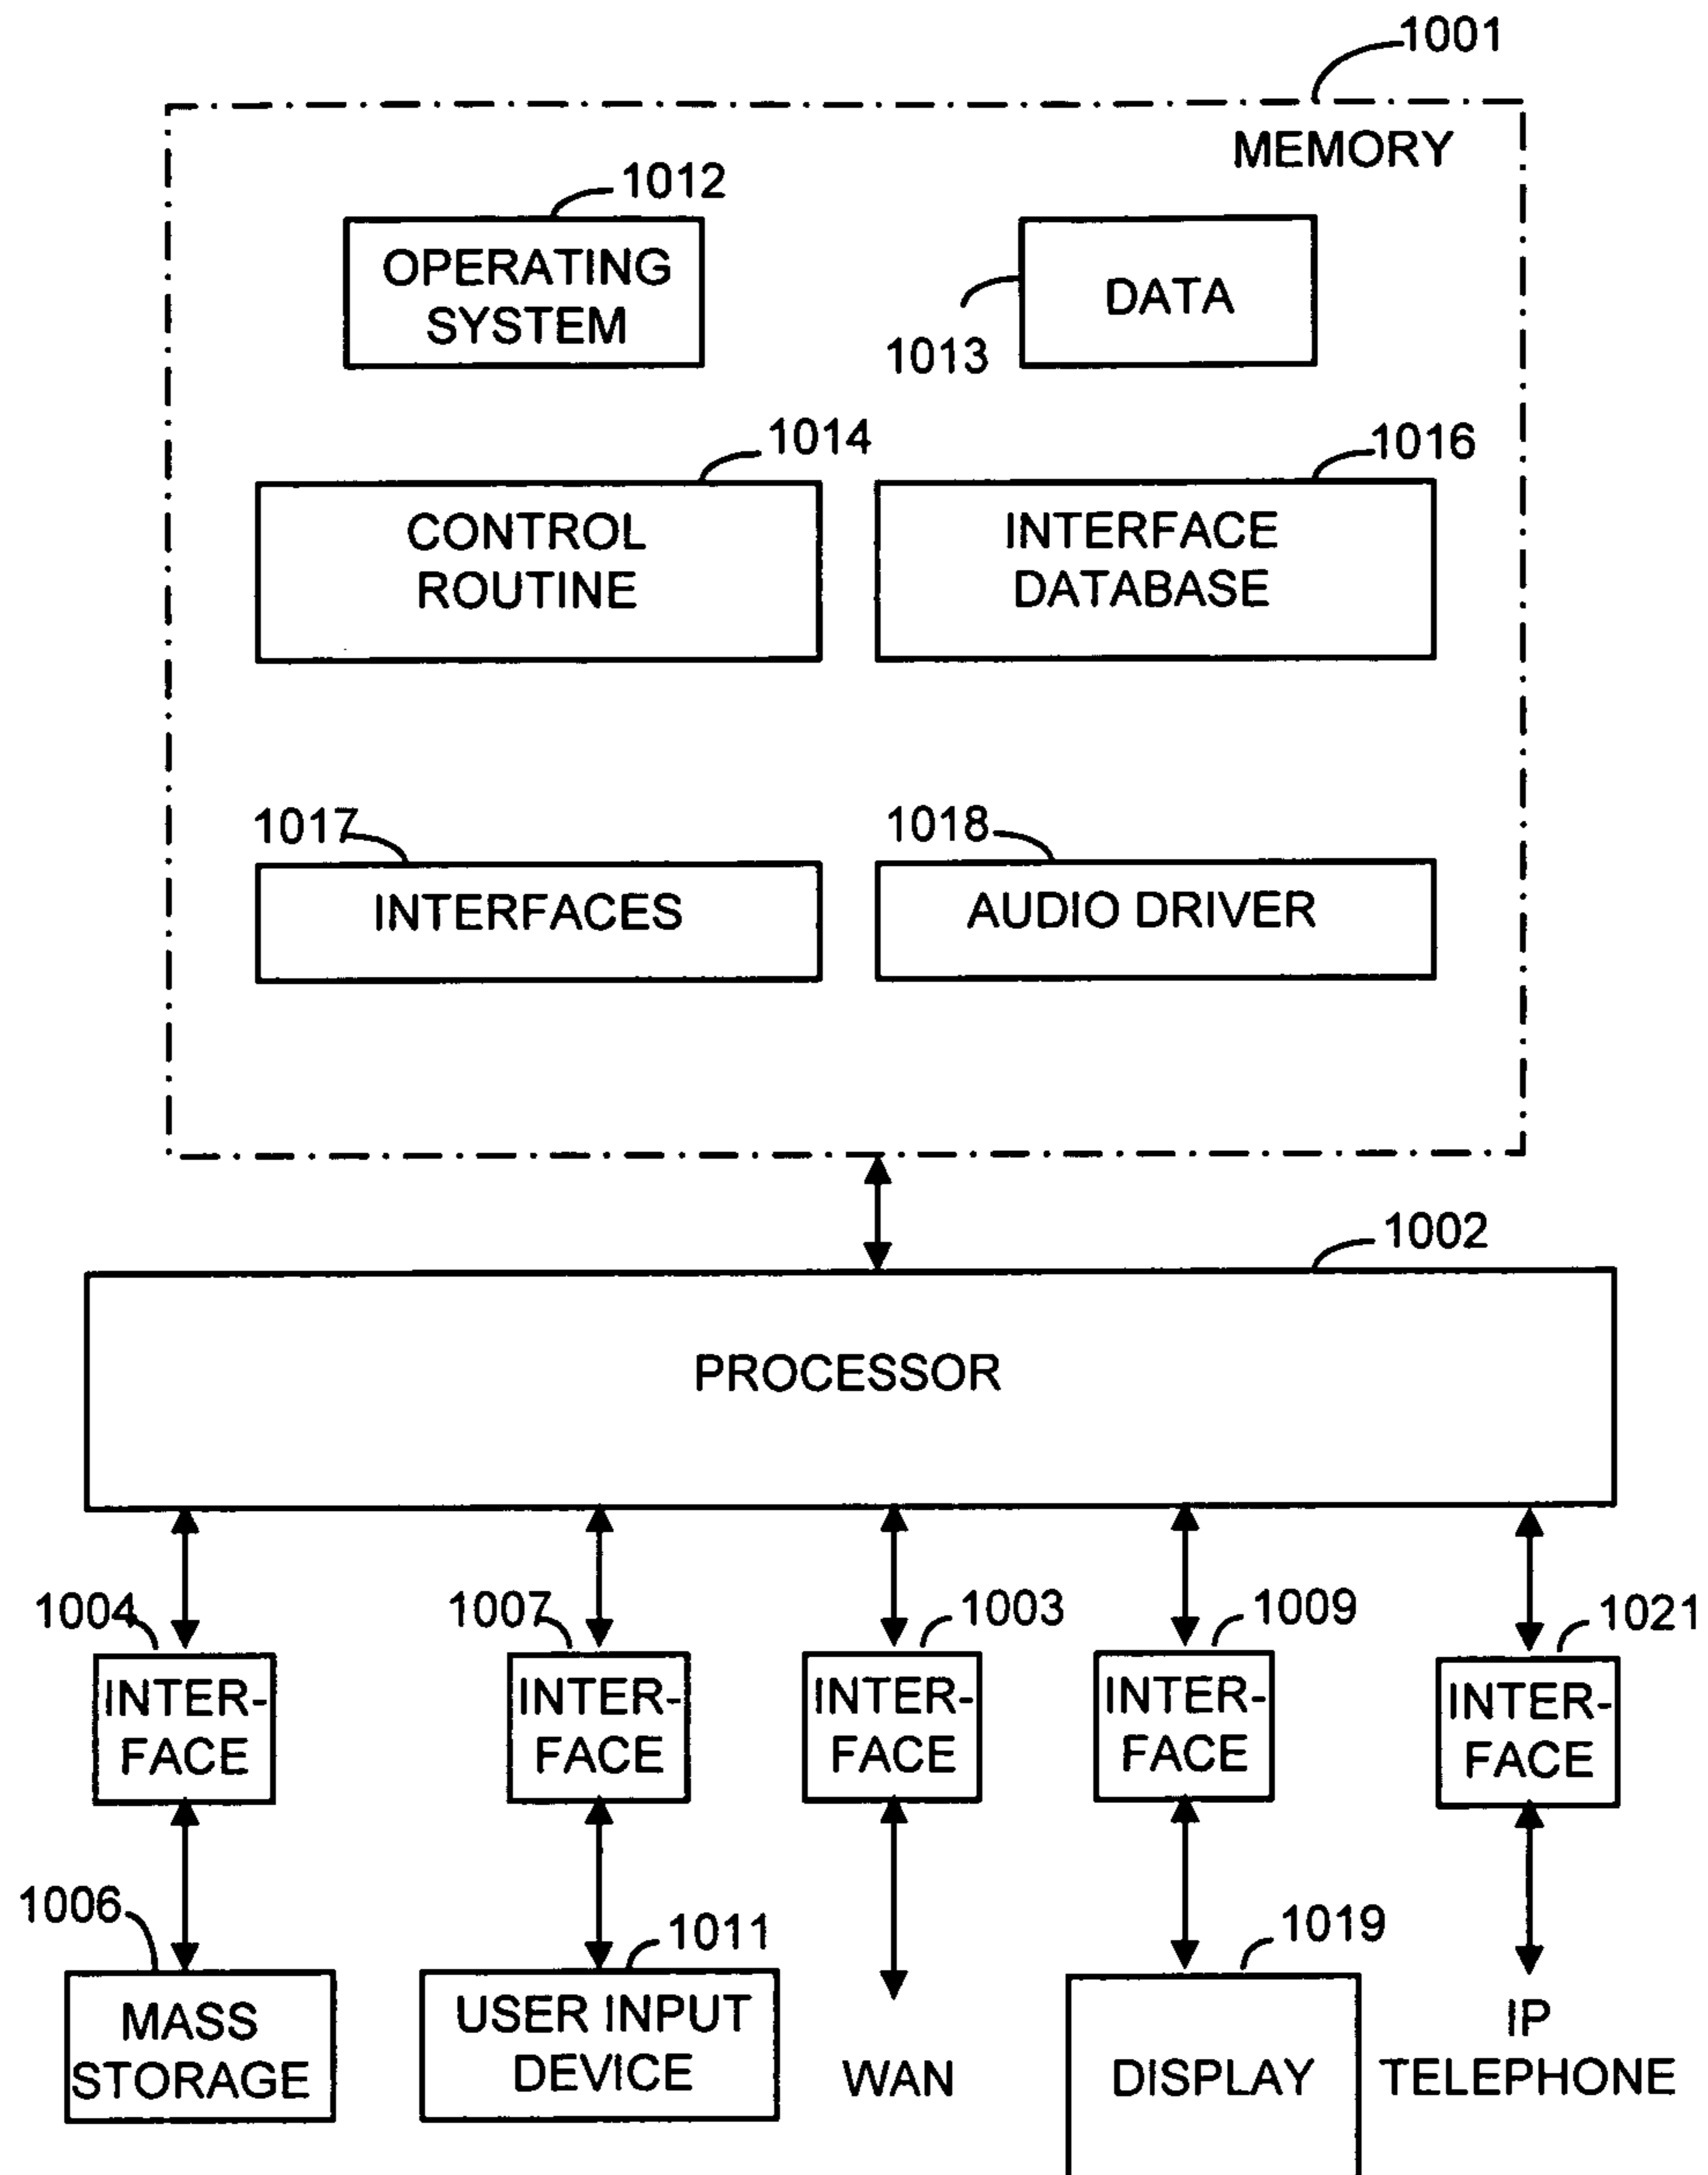 1001
MEMORY
1012
OPERATING
SYSTEM
DATA
1013
1014
CONTROL
ROUTINE
1016
INTERFACE
DATABASE
1017
INTERFACES
1018
AUDIO DRIVER
1002
PROCESSOR
1004
INTER-
FACE
1007
INTER-
FACE
1003
INTER-
FACE
1009
INTER-
FACE
1021
INTER-
FACE
1006
MASS
STORAGE
1011
USER INPUT
DEVICE
WAN
1019
DISPLAY
IP
TELEPHONE